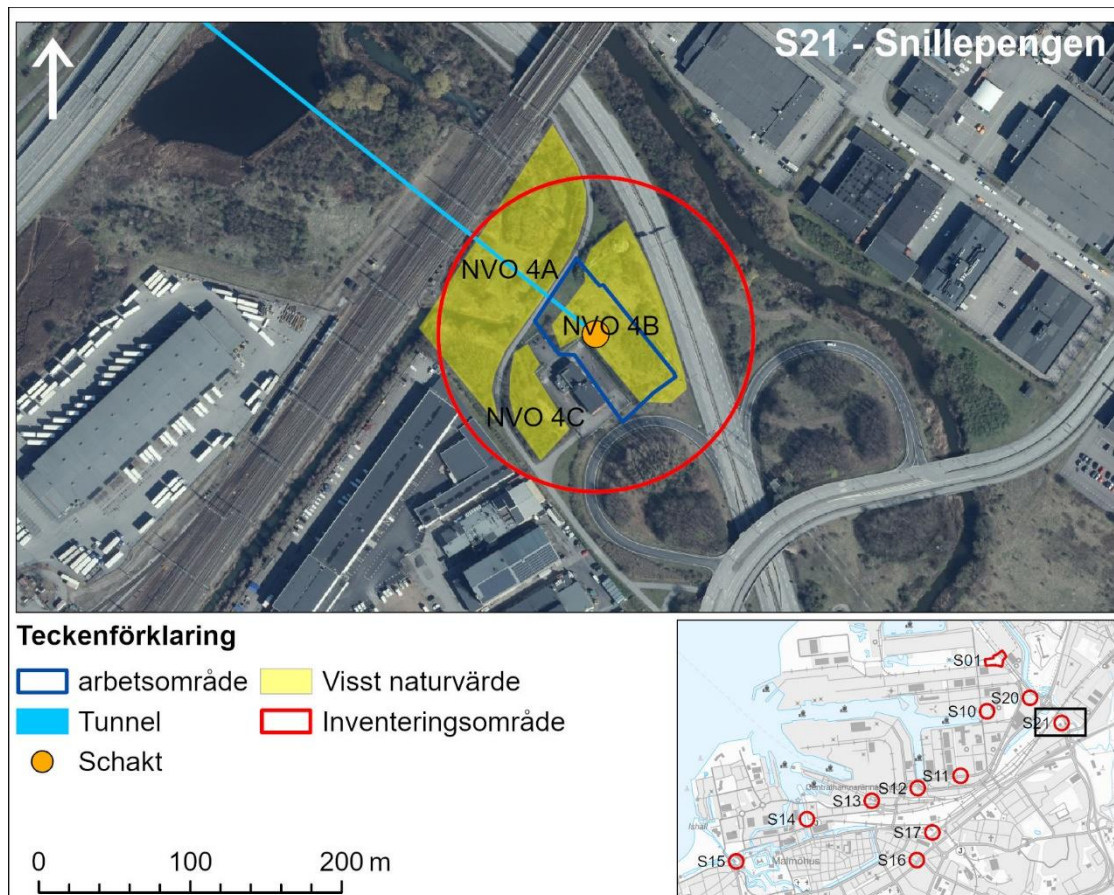 S21 - Snillepengen
NVO 4A
NVO 4B
NVO 4C
Teckenförklaring
arbetsområde
Visst naturvärde
Tunnel
Inventeringsområde
Schakt
0 100 200 m
S01
S20
S10
S21
S11
S12
S13
S14
S17
S15
Malmöhus
S16